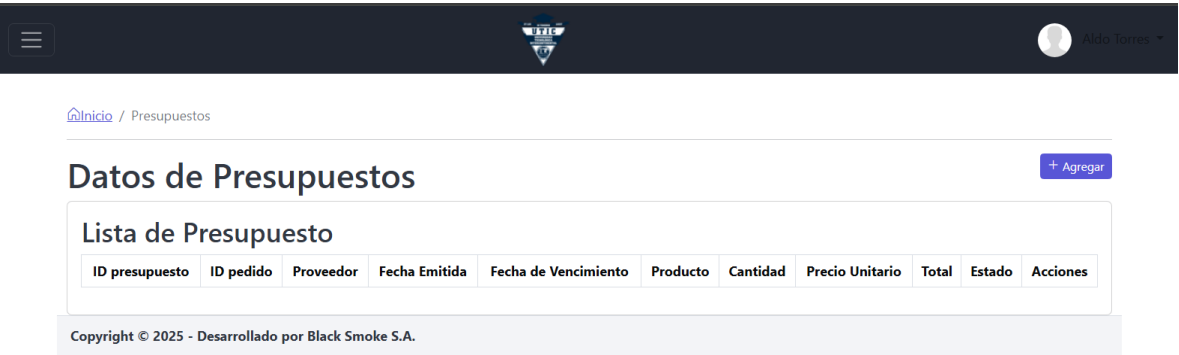 UTIC
Aldo Torres
Inicio / Presupuestos
Datos de Presupuestos
+ Agregar
Lista de Presupuesto
ID presupuesto ID pedido Proveedor Fecha Emitida Fecha de Vencimiento Producto Cantidad Precio Unitario Total Estado Acciones
Copyright © 2025 - Desarrollado por Black Smoke S.A.